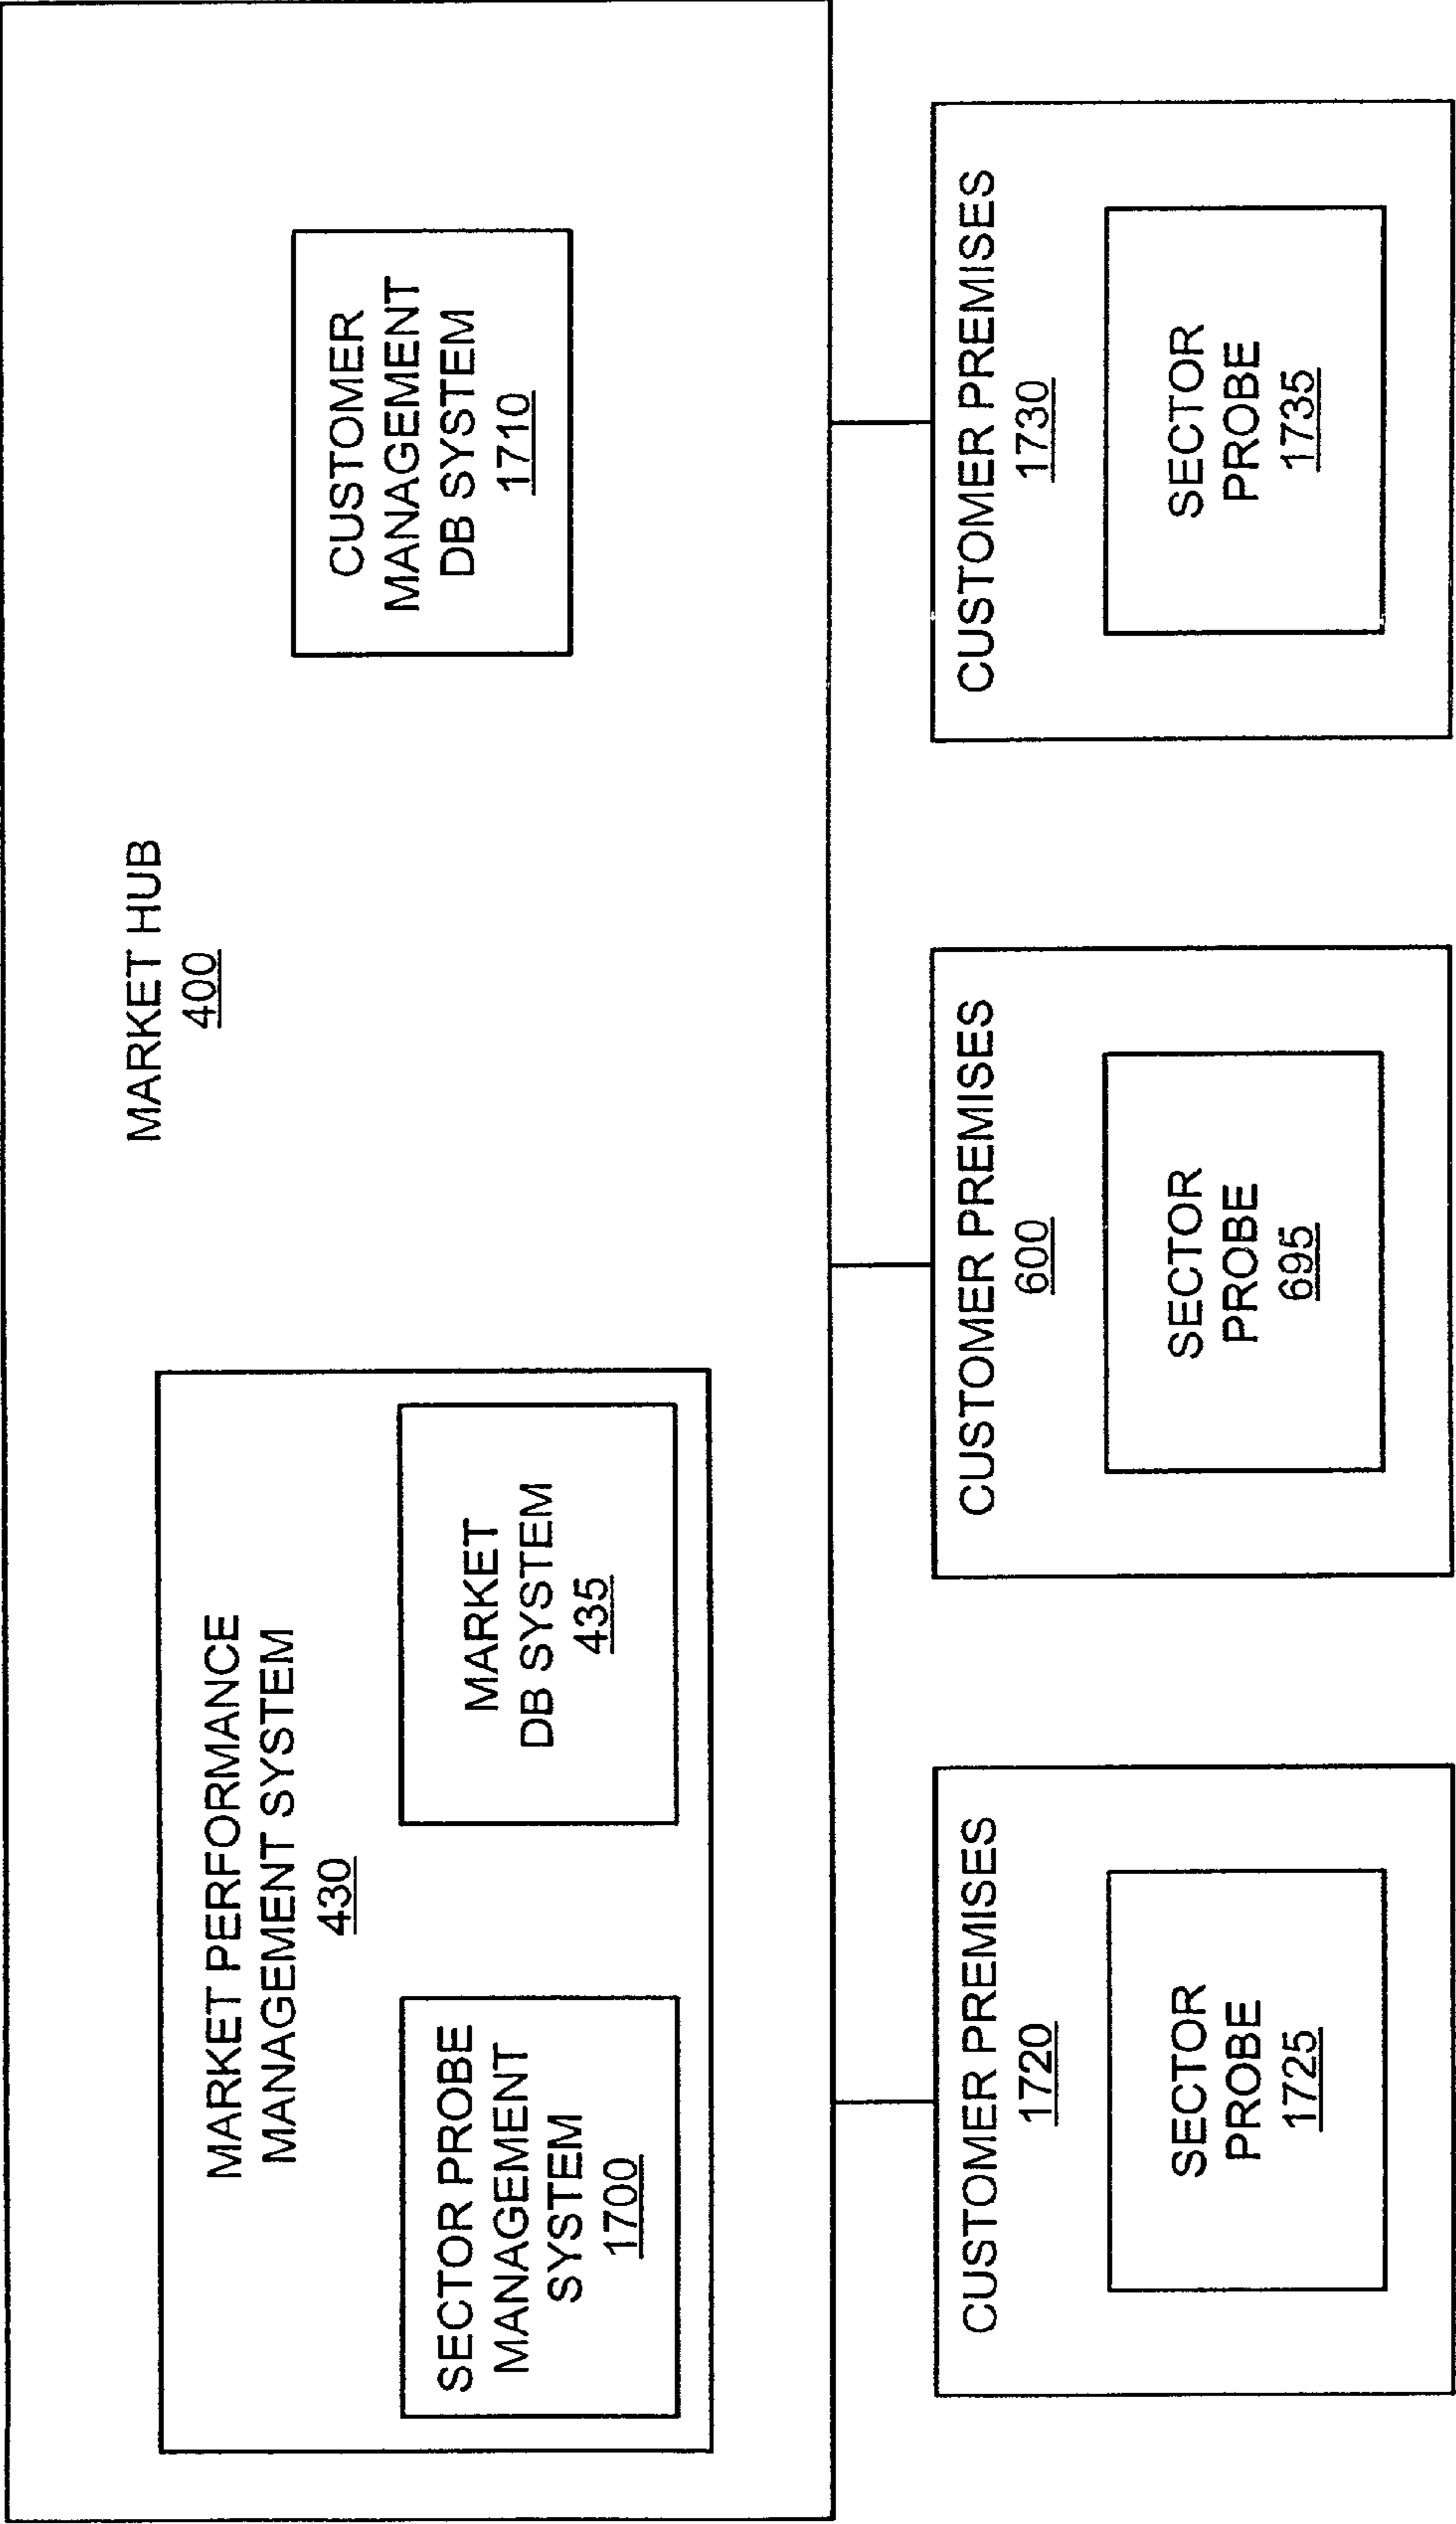 MARKET HUB
400
MARKET PERFORMANCE
MANAGEMENT SYSTEM
430
SECTOR PROBE
MANAGEMENT
SYSTEM
1700
MARKET
DB SYSTEM
435
CUSTOMER
MANAGEMENT
DB SYSTEM
1710
CUSTOMER PREMISES
1720
SECTOR
PROBE
1725
CUSTOMER PREMISES
600
SECTOR
PROBE
695
CUSTOMER PREMISES
1730
SECTOR
PROBE
1735